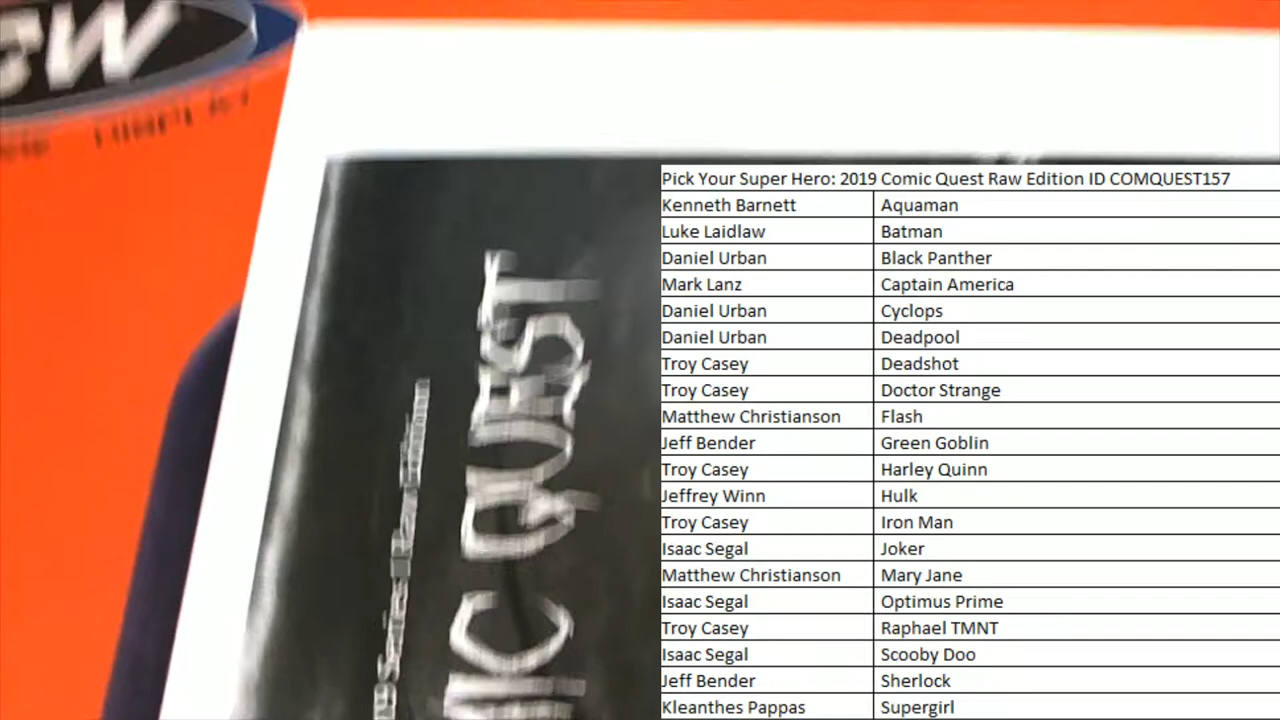 GW
QUEST
Pick Your Super Hero: 2019 Comic Quest Raw Edition ID COMQUEST157
Kenneth Barnett Aquaman
Luke Laidlaw Batman
Daniel Urban Black Panther
Mark Lanz Captain America
Daniel Urban Cyclops
Daniel Urban Deadpool
Troy Casey Deadshot
Troy Casey Doctor Strange
Matthew Christianson Flash
Jeff Bender Green Goblin
Troy Casey Harley Quinn
Jeffrey Winn Hulk
Troy Casey Iron Man
Isaac Segal Joker
Matthew Christianson Mary Jane
Isaac Segal Optimus Prime
Troy Casey Raphael TMNT
Isaac Segal Scooby Doo
Jeff Bender Sherlock
Kleanthes Pappas Supergirl
MIC QUEST